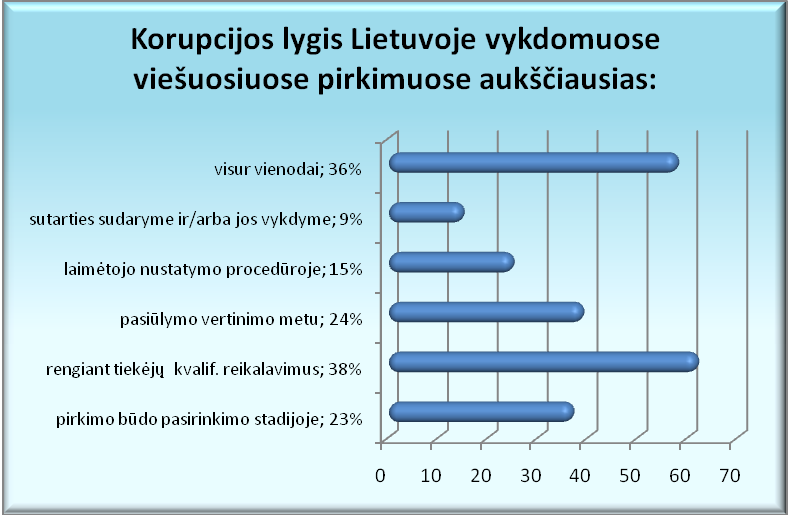 Korupcijos lygis Lietuvoje vykdomuose
viešuosiuose pirkimuose aukščiausias:
visur vienodai; 36%
sutarties sudaryme ir/arba jos vykdyme; 9%
laimėtojo nustatymo procedūroje; 15%
pasiūlymo vertinimo metu; 24%
rengiant tiekėjų  kvalif. reikalavimus; 38%
pirkimo būdo pasirinkimo stadijoje; 23%
0 10 20 30 40 50 60 70